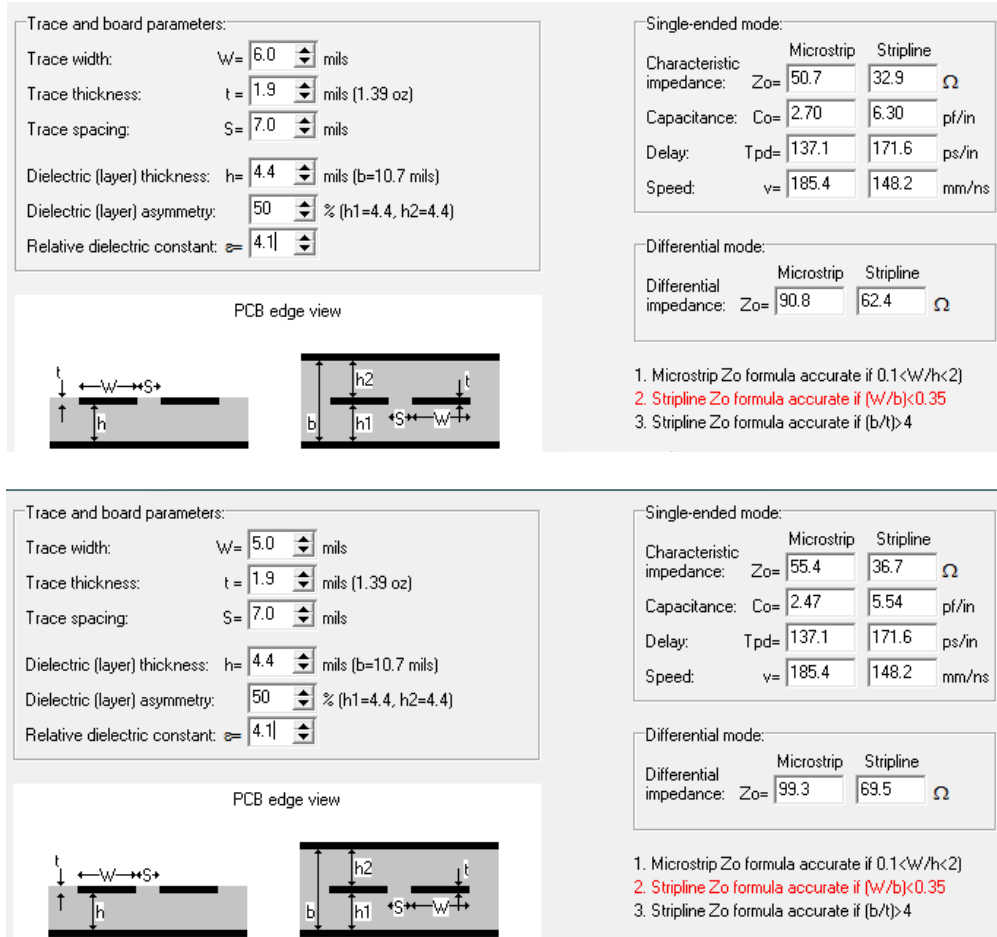 Trace and board parameters:
Trace width: W= 6.0 mils
Trace thickness: t = 1.9 mils (1.39 oz)
Trace spacing: S= 7.0 mils
Dielectric (layer) thickness: h= 4.4 mils (b=10.7 mils)
Dielectric (layer) asymmetry: 50 % (h1=4.4, h2=4.4)
Relative dielectric constant: ε= 4.1
PCB edge view
t W S h
b h2 h1 t S W
Single-ended mode:
Microstrip Stripline
Characteristic
impedance: Zo= 50.7 32.9 Ω
Capacitance: Co= 2.70 6.30 pf/in
Delay: Tpd= 137.1 171.6 ps/in
Speed: v= 185.4 148.2 mm/ns
Differential mode:
Microstrip Stripline
Differential
impedance: Zo= 90.8 62.4 Ω
1. Microstrip Zo formula accurate if 0.1<W/h<2)
2. Stripline Zo formula accurate if (W/b)<0.35
3. Stripline Zo formula accurate if (b/t)>4
Trace and board parameters:
Trace width: W= 5.0 mils
Trace thickness: t = 1.9 mils (1.39 oz)
Trace spacing: S= 7.0 mils
Dielectric (layer) thickness: h= 4.4 mils (b=10.7 mils)
Dielectric (layer) asymmetry: 50 % (h1=4.4, h2=4.4)
Relative dielectric constant: ε= 4.1
PCB edge view
t W S h
b h2 h1 t S W
Single-ended mode:
Microstrip Stripline
Characteristic
impedance: Zo= 55.4 36.7 Ω
Capacitance: Co= 2.47 5.54 pf/in
Delay: Tpd= 137.1 171.6 ps/in
Speed: v= 185.4 148.2 mm/ns
Differential mode:
Microstrip Stripline
Differential
impedance: Zo= 99.3 69.5 Ω
1. Microstrip Zo formula accurate if 0.1<W/h<2)
2. Stripline Zo formula accurate if (W/b)<0.35
3. Stripline Zo formula accurate if (b/t)>4